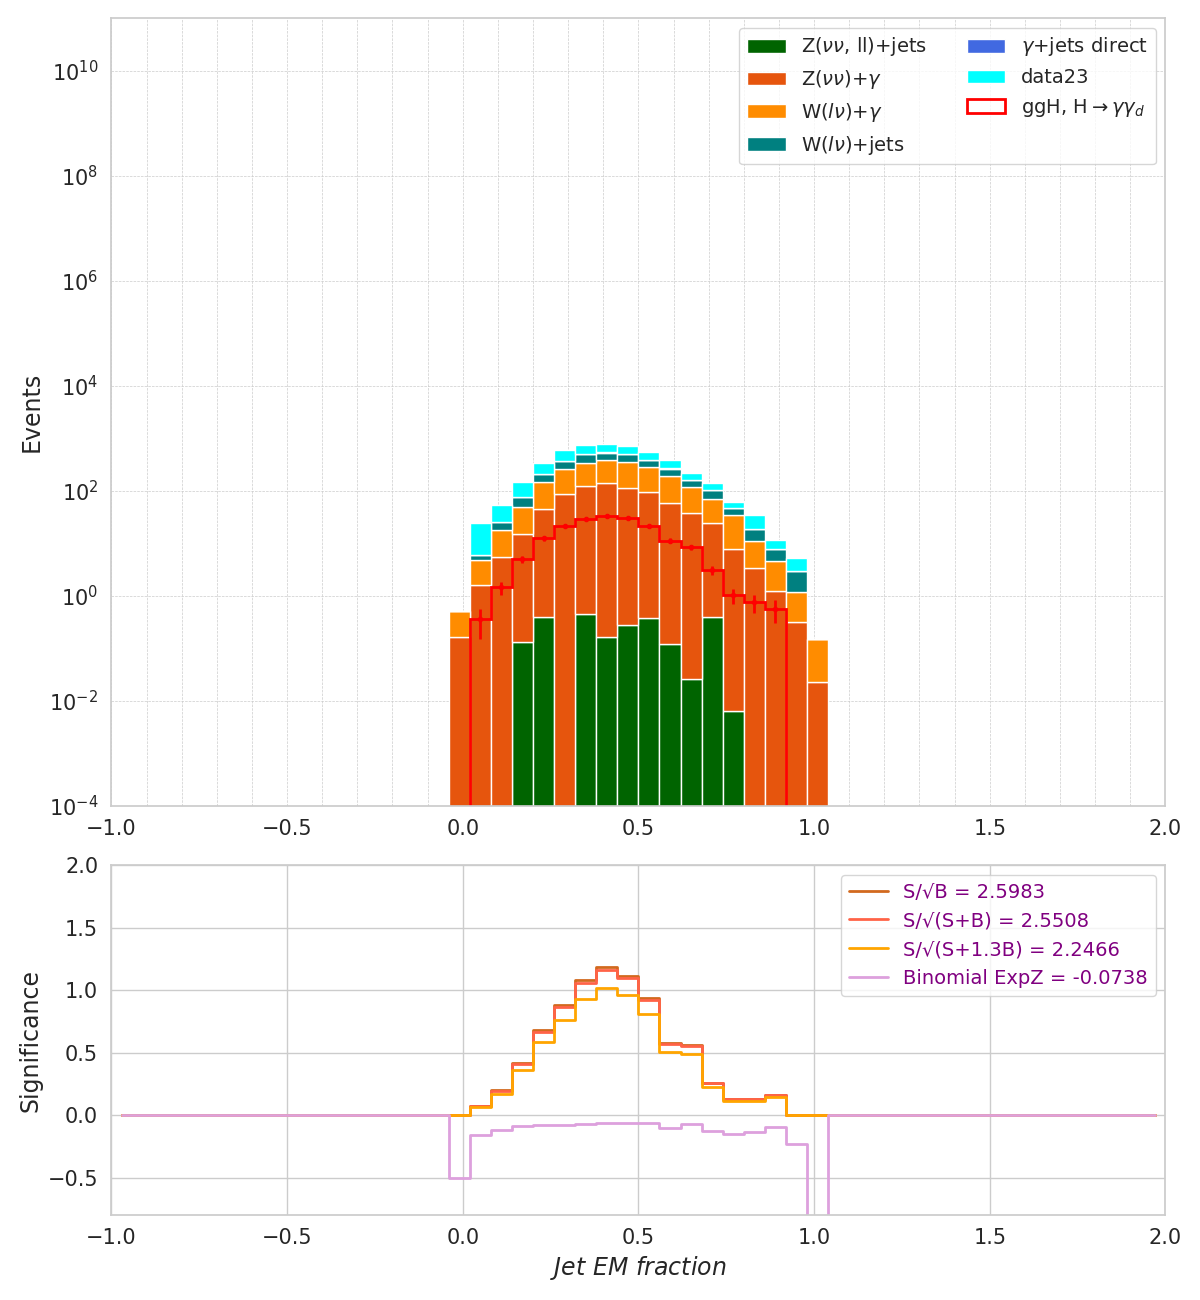 Z(νν, ll)+jets
Z(νν)+γ
W(lν)+γ
W(lν)+jets
γ+jets direct
data23
ggH, H→γγ_d
Events
10^10
10^8
10^6
10^4
10^2
10^0
10^−2
10^−4
−1.0 −0.5 0.0 0.5 1.0 1.5 2.0
S/√B = 2.5983
S/√(S+B) = 2.5508
S/√(S+1.3B) = 2.2466
Binomial ExpZ = -0.0738
Significance
2.0
1.5
1.0
0.5
0.0
−0.5
−1.0 −0.5 0.0 0.5 1.0 1.5 2.0
Jet EM fraction